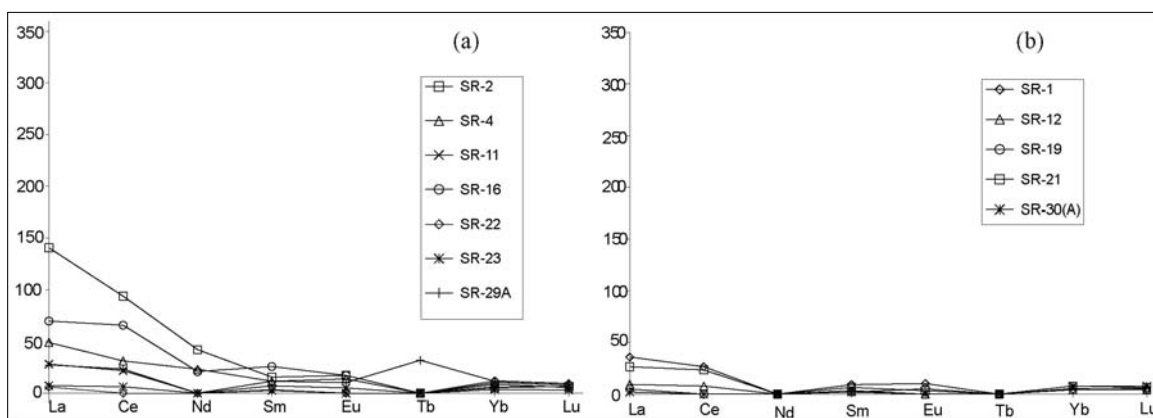 (a)
350
300
250
200
150
100
50
0
SR-2
SR-4
SR-11
SR-16
SR-22
SR-23
SR-29A
La Ce Nd Sm Eu Tb Yb Lu
(b)
350
300
250
200
150
100
50
0
SR-1
SR-12
SR-19
SR-21
SR-30(A)
La Ce Nd Sm Eu Tb Yb Lu